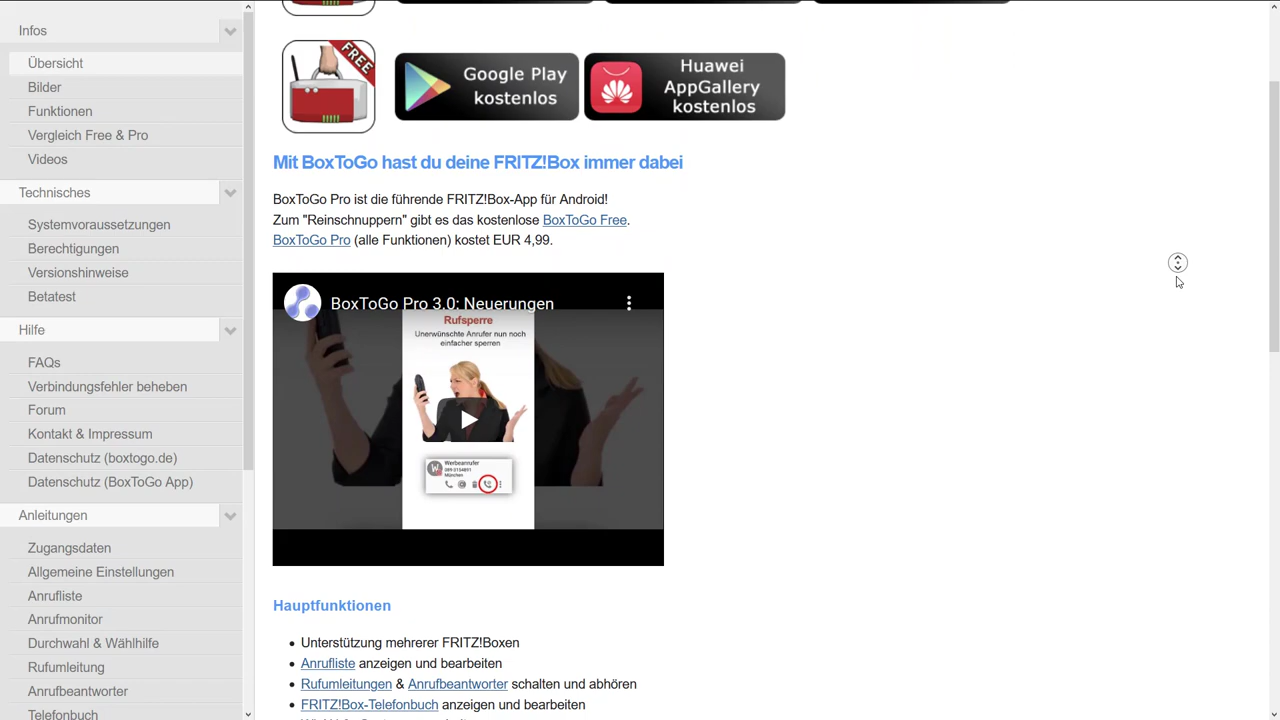 Infos
Übersicht
Bilder
Funktionen
Vergleich Free & Pro
Videos
Technisches
Systemvoraussetzungen
Berechtigungen
Versionshinweise
Betatest
Hilfe
FAQs
Verbindungsfehler beheben
Forum
Kontakt & Impressum
Datenschutz (boxtogo.de)
Datenschutz (BoxToGo App)
Anleitungen
Zugangsdaten
Allgemeine Einstellungen
Anrufliste
Anrufmonitor
Durchwahl & Wählhilfe
Rufumleitung
Anrufbeantworter
Telefonbuch
FREE
Google Play
kostenlos
Huawei
AppGallery
kostenlos
Mit BoxToGo hast du deine FRITZ!Box immer dabei
BoxToGo Pro ist die führende FRITZ!Box-App für Android!
Zum "Reinschnuppern" gibt es das kostenlose BoxToGo Free.
BoxToGo Pro (alle Funktionen) kostet EUR 4,99.
BoxToGo Pro 3.0: Neuerungen
Rufsperre
Unerwünschte Anrufer nun noch
einfacher sperren
W
Werbeanrufer
München
Hauptfunktionen
• Unterstützung mehrerer FRITZ!Boxen
• Anrufliste anzeigen und bearbeiten
• Rufumleitungen & Anrufbeantworter schalten und abhören
• FRITZ!Box-Telefonbuch anzeigen und bearbeiten